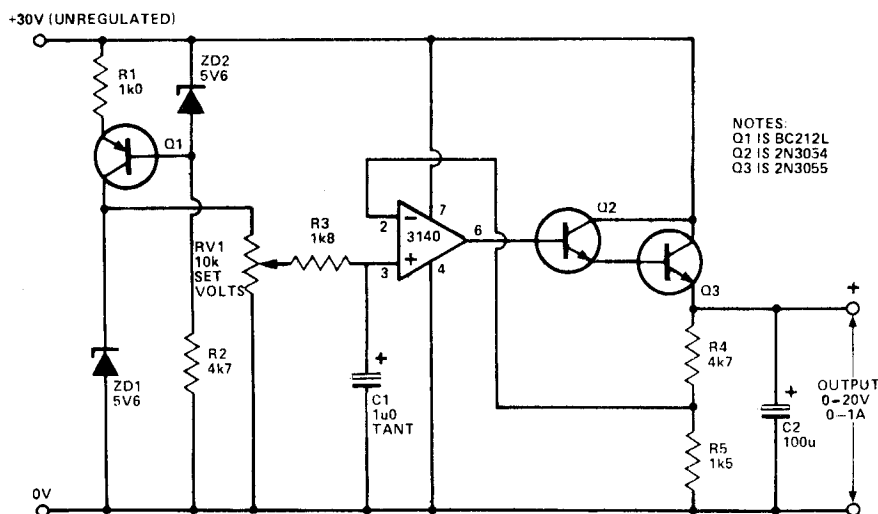 +30V (UNREGULATED)
R1
1k0
ZD2
5V6
Q1
NOTES:
Q1 IS BC212L
Q2 IS 2N3054
Q3 IS 2N3055
RV1
10k
SET
VOLTS
R3
1k8
2
7
3140
6
3
4
Q2
Q3
+
ZD1
5V6
R2
4k7
+
C1
1u0
TANT
R4
4k7
R5
1k5
+
C2
100u
OUTPUT
0–20V
0–1A
0V
–
+